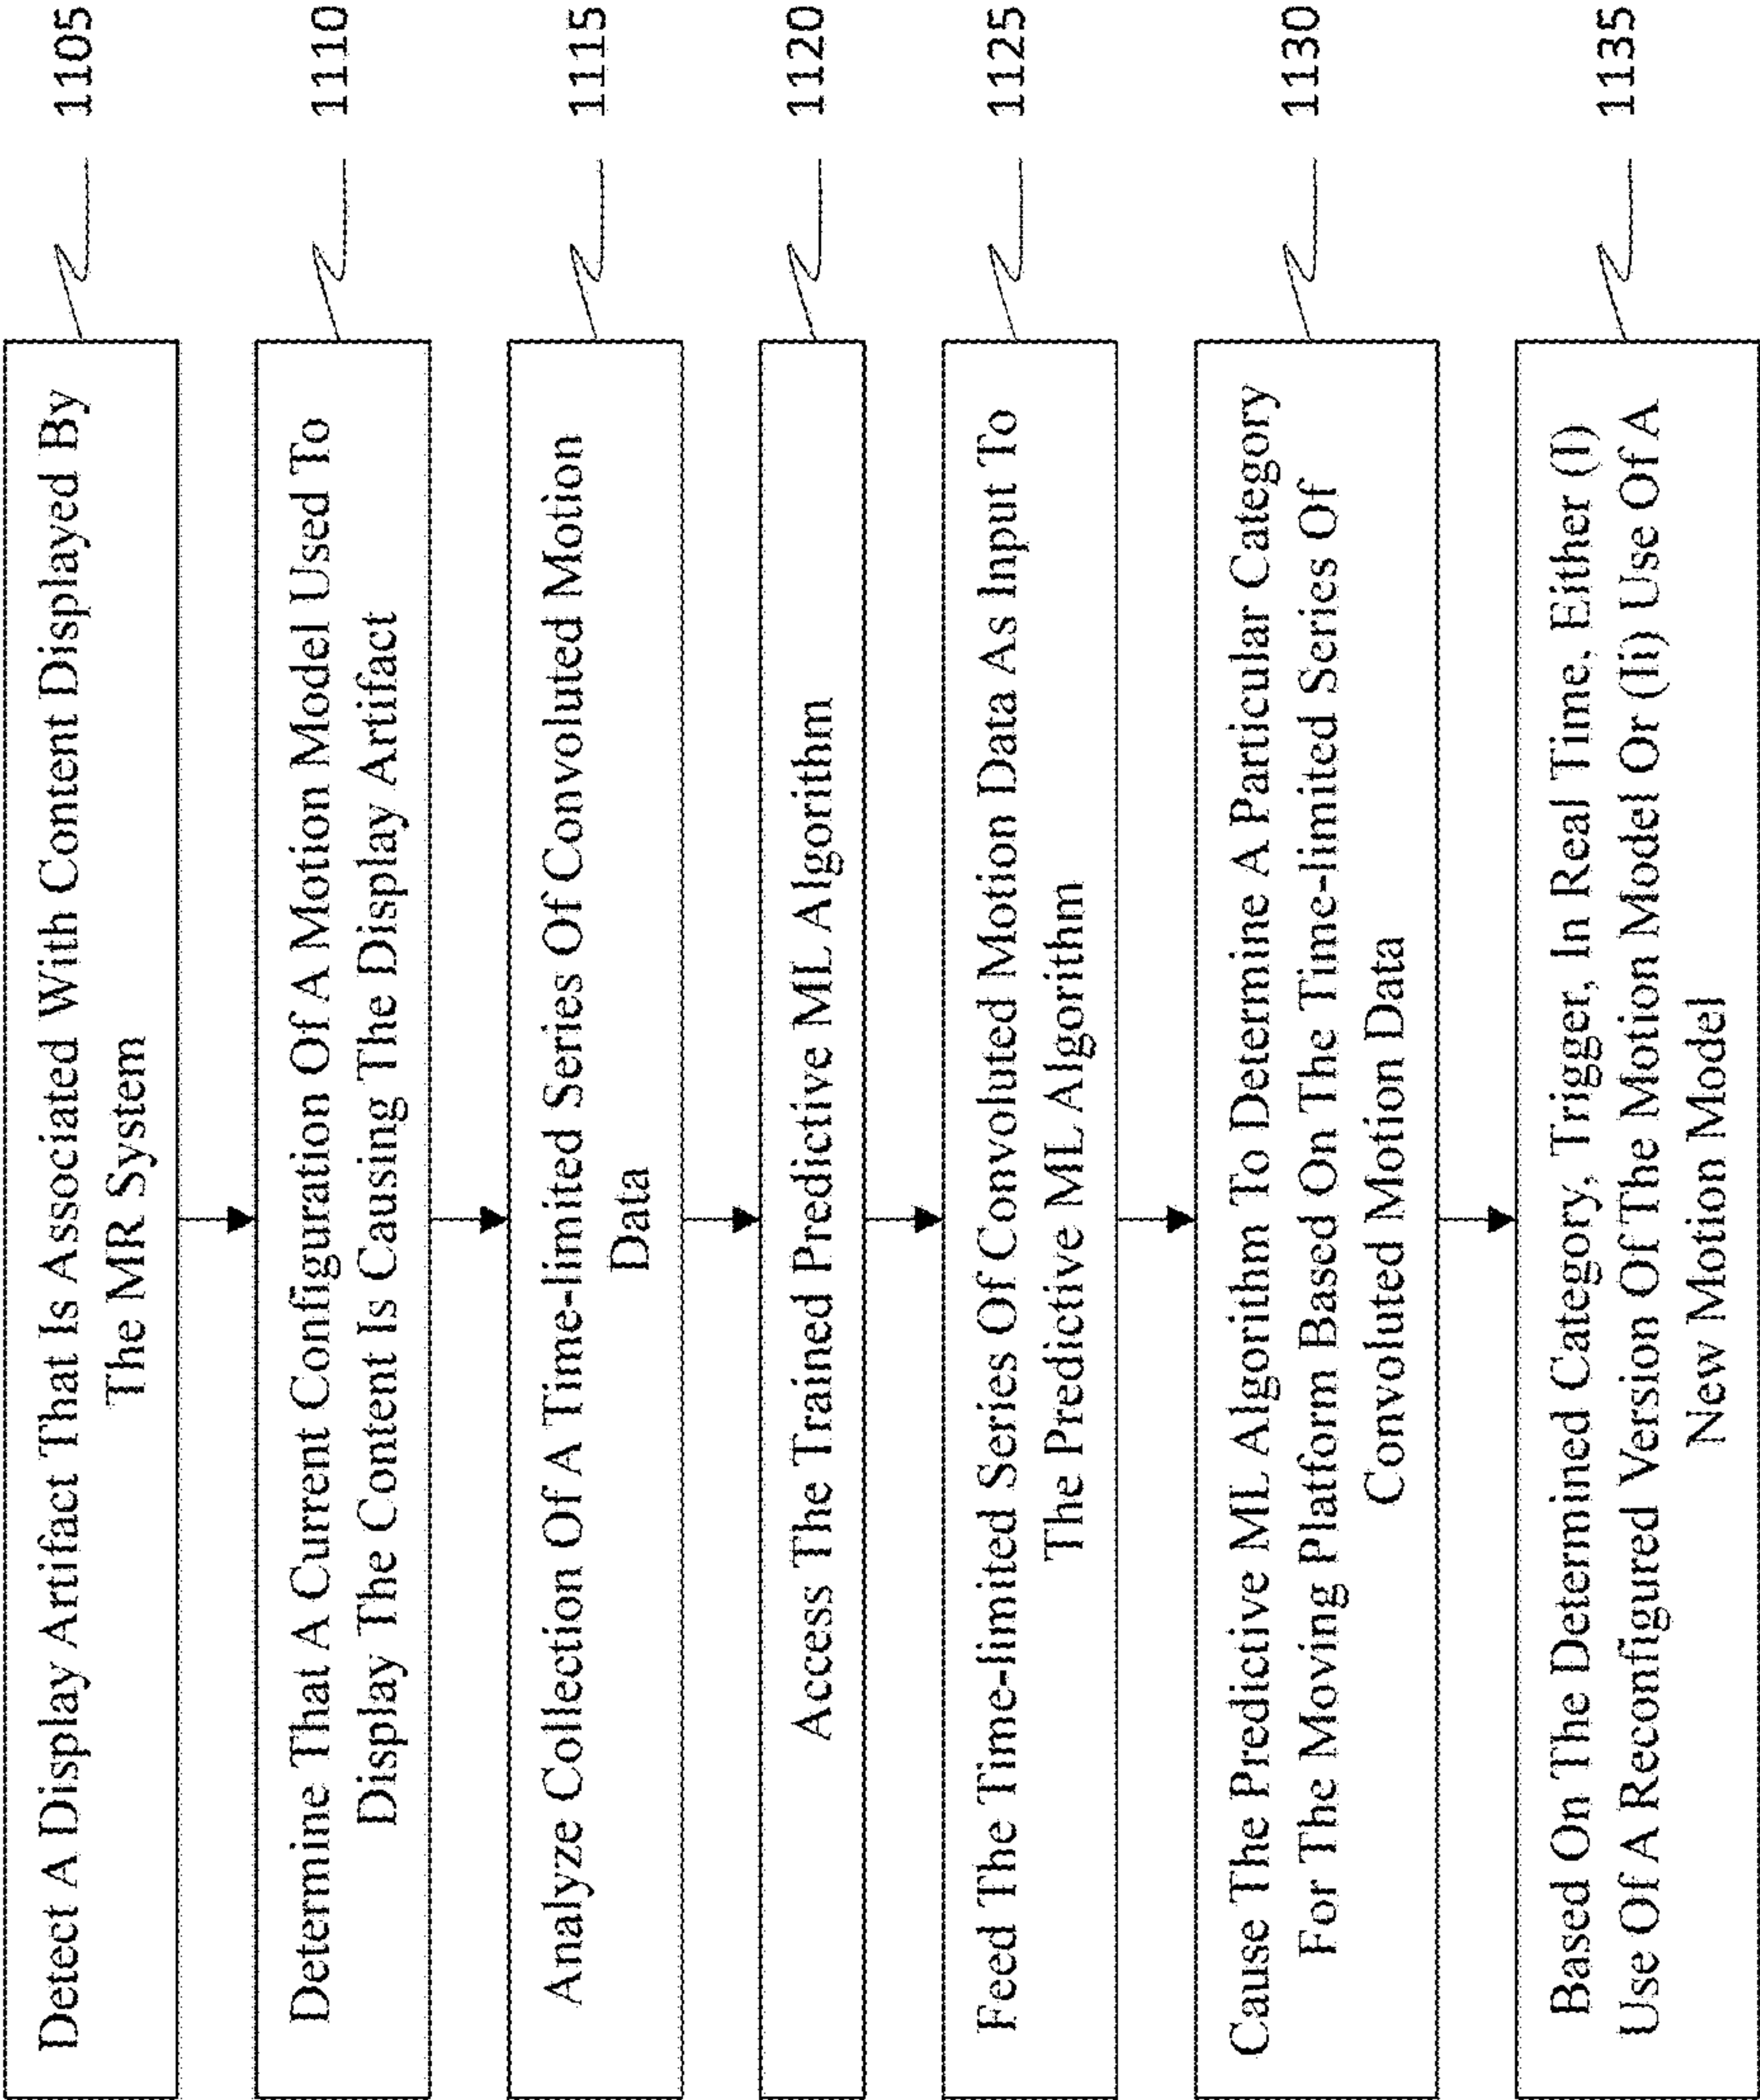 Detect A Display Artifact That Is Associated With Content Displayed By
The MR System
1105
Determine That A Current Configuration Of A Motion Model Used To
Display The Content Is Causing The Display Artifact
1110
Analyze Collection Of A Time-limited Series Of Convoluted Motion
Data
1115
Access The Trained Predictive ML Algorithm
1120
Feed The Time-limited Series Of Convoluted Motion Data As Input To
The Predictive ML Algorithm
1125
Cause The Predictive ML Algorithm To Determine A Particular Category
For The Moving Platform Based On The Time-limited Series Of
Convoluted Motion Data
1130
Based On The Determined Category, Trigger, In Real Time, Either (I)
Use Of A Reconfigured Version Of The Motion Model Or (Ii) Use Of A
New Motion Model
1135